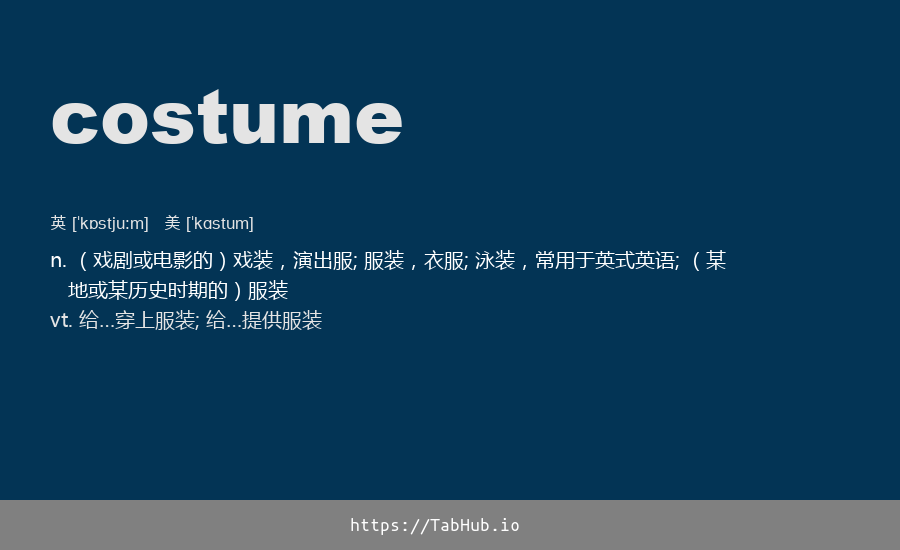 costume
英 [ˈkɒstjuːm]   美 [ˈkɑstum]
n. （戏剧或电影的）戏装，演出服; 服装，衣服; 泳装，常用于英式英语; （某
地或某历史时期的）服装
vt. 给…穿上服装; 给…提供服装
https://TabHub.io